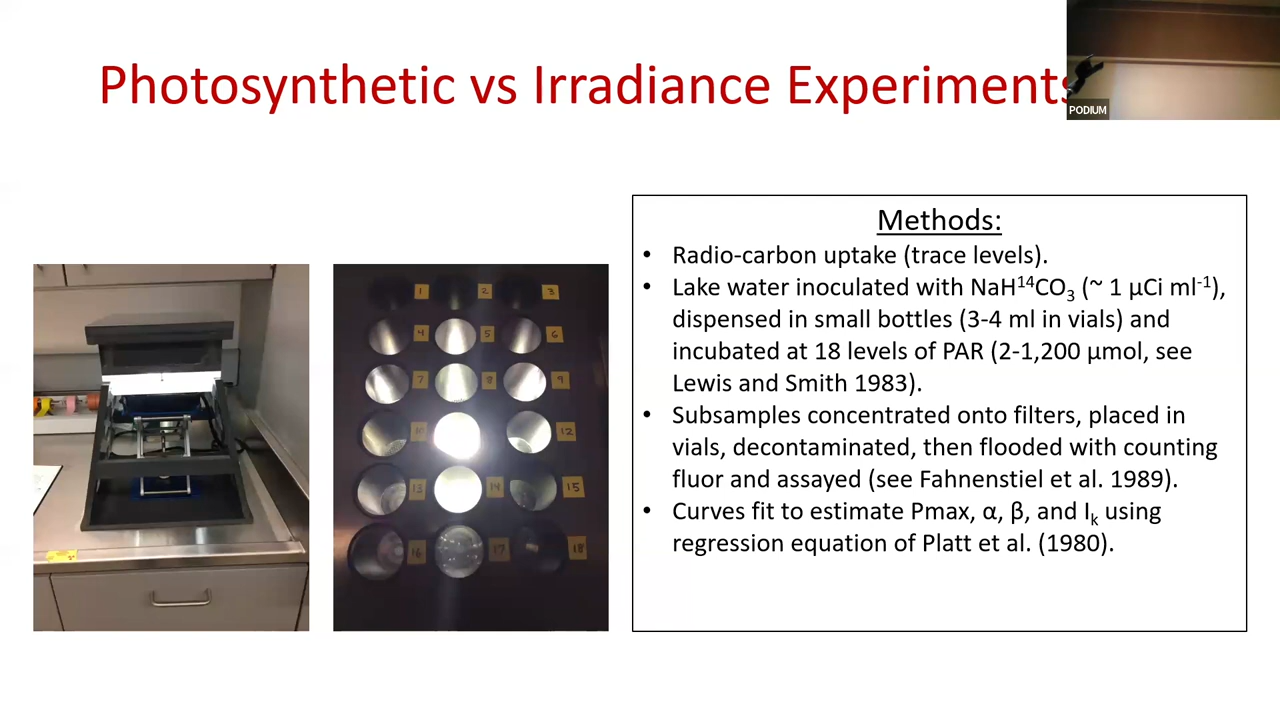 Photosynthetic vs Irradiance Experiments
PODIUM
Methods:
• Radio-carbon uptake (trace levels).
• Lake water inoculated with NaH¹⁴CO₃ (~ 1 µCi ml⁻¹),
dispensed in small bottles (3-4 ml in vials) and
incubated at 18 levels of PAR (2-1,200 µmol, see
Lewis and Smith 1983).
• Subsamples concentrated onto filters, placed in
vials, decontaminated, then flooded with counting
fluor and assayed (see Fahnenstiel et al. 1989).
• Curves fit to estimate Pmax, α, β, and Iₖ using
regression equation of Platt et al. (1980).
1 2 3
4 5 6
7 8 9
10 12
13 14 15
16 17 18